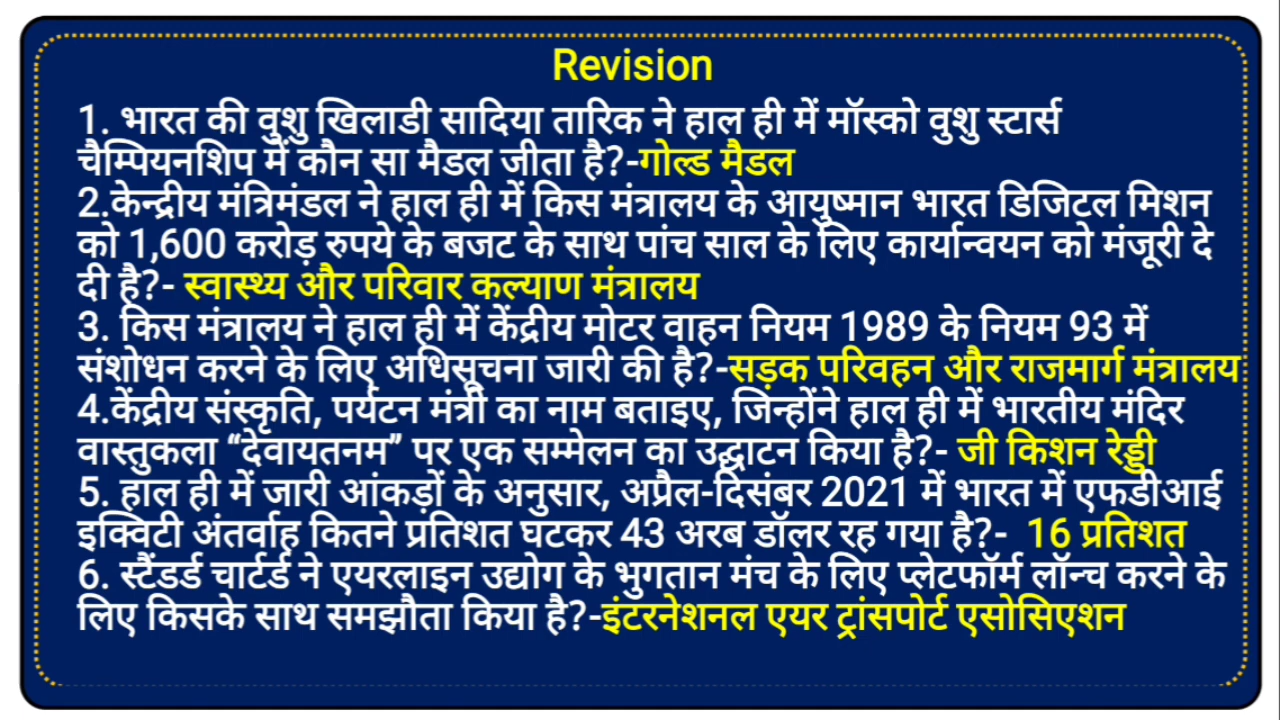 Revision
1. भारत की वुशु खिलाडी सादिया तारिक ने हाल ही में मॉस्को वुशु स्टार्स
चैम्पियनशिप में कौन सा मैडल जीता है?-गोल्ड मैडल
2.केन्द्रीय मंत्रिमंडल ने हाल ही में किस मंत्रालय के आयुष्मान भारत डिजिटल मिशन
को 1,600 करोड़ रुपये के बजट के साथ पांच साल के लिए कार्यान्वयन को मंजूरी दे
दी है?- स्वास्थ्य और परिवार कल्याण मंत्रालय
3. किस मंत्रालय ने हाल ही में केंद्रीय मोटर वाहन नियम 1989 के नियम 93 में
संशोधन करने के लिए अधिसूचना जारी की है?-सड़क परिवहन और राजमार्ग मंत्रालय
4.केंद्रीय संस्कृति, पर्यटन मंत्री का नाम बताइए, जिन्होंने हाल ही में भारतीय मंदिर
वास्तुकला “देवायतनम” पर एक सम्मेलन का उद्घाटन किया है?- जी किशन रेड्डी
5. हाल ही में जारी आंकड़ों के अनुसार, अप्रैल-दिसंबर 2021 में भारत में एफडीआई
इक्विटी अंतर्वाह कितने प्रतिशत घटकर 43 अरब डॉलर रह गया है?- 16 प्रतिशत
6. स्टैंडर्ड चार्टर्ड ने एयरलाइन उद्योग के भुगतान मंच के लिए प्लेटफॉर्म लॉन्च करने के
लिए किसके साथ समझौता किया है?-इंटरनेशनल एयर ट्रांसपोर्ट एसोसिएशन